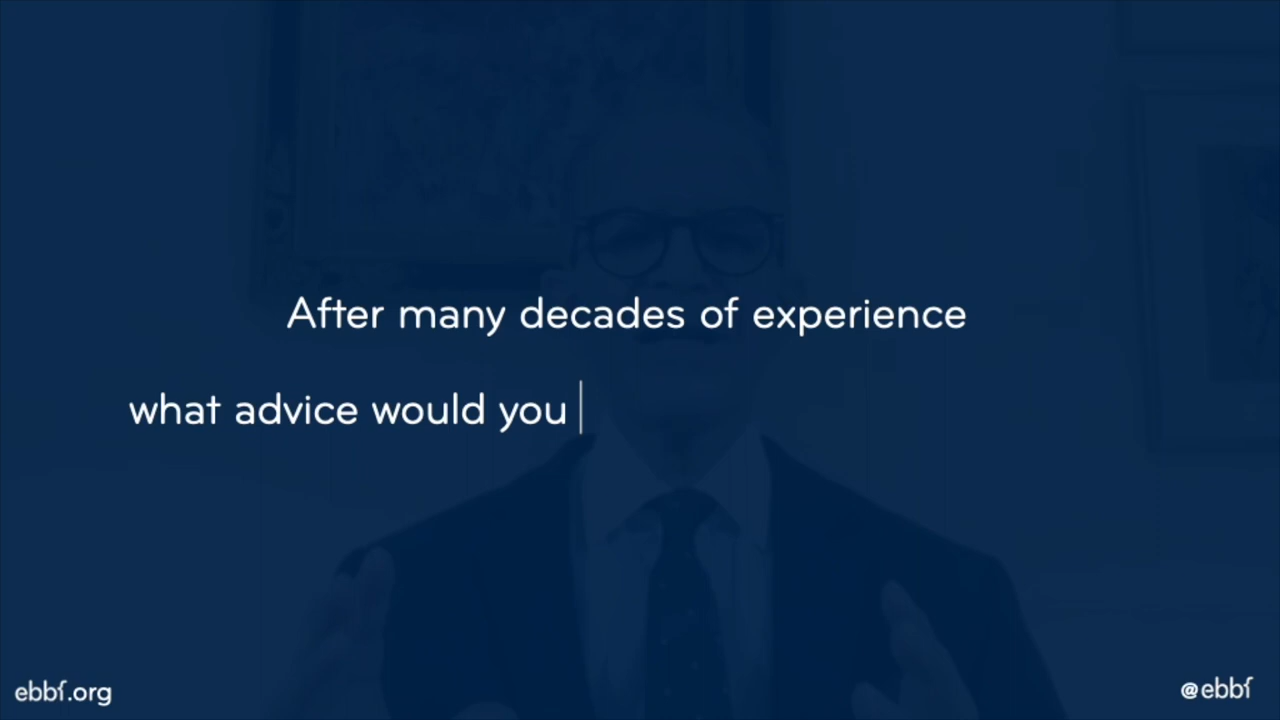 After many decades of experience
what advice would you
ebbf.org
@ebbf